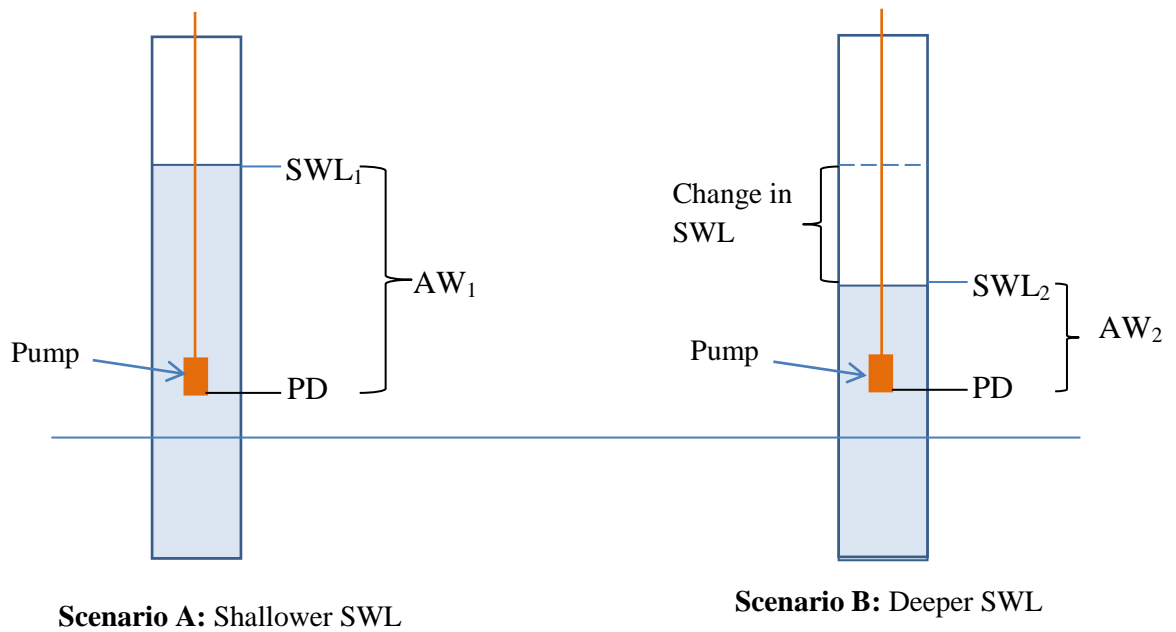 SWL₁
AW₁
Pump
PD
Scenario A: Shallower SWL
Change in
SWL
SWL₂
AW₂
Pump
PD
Scenario B: Deeper SWL